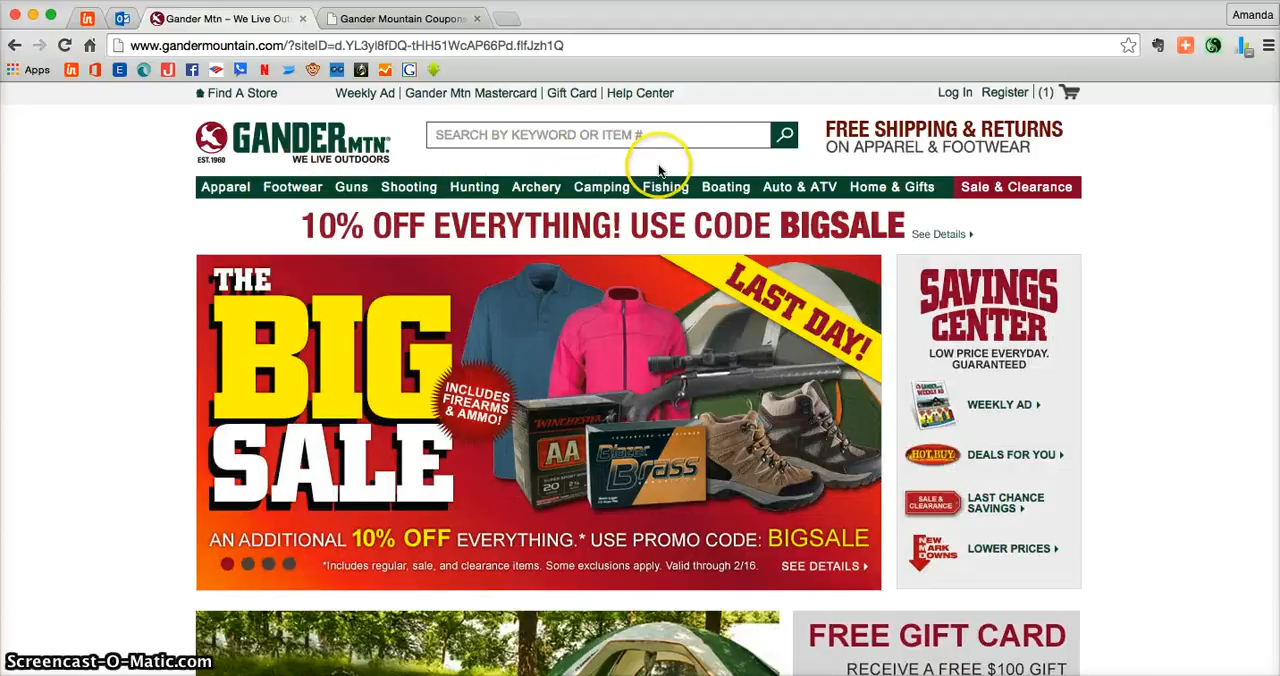 Gander Mtn – We Live Out
Gander Mountain Coupons
Amanda
www.gandermountain.com/?siteID=d.YL3yl8fDQ-tHH51WcAP66Pd.flfJzh1Q
Apps
Find A Store
Weekly Ad | Gander Mtn Mastercard | Gift Card | Help Center
Log In Register | (1)
GANDER MTN.
EST. 1960 WE LIVE OUTDOORS
SEARCH BY KEYWORD OR ITEM #
FREE SHIPPING & RETURNS
ON APPAREL & FOOTWEAR
Apparel Footwear Guns Shooting Hunting Archery Camping Fishing Boating Auto & ATV Home & Gifts Sale & Clearance
10% OFF EVERYTHING! USE CODE BIGSALE See Details
THE
BIG
SALE
INCLUDES
FIREARMS
& AMMO!
LAST DAY!
WINCHESTER
AA
20
Blazer
Brass
AN ADDITIONAL 10% OFF EVERYTHING.* USE PROMO CODE: BIGSALE
*Includes regular, sale, and clearance items. Some exclusions apply. Valid through 2/16. SEE DETAILS
SAVINGS
CENTER
LOW PRICE EVERYDAY.
GUARANTEED
WEEKLY AD
HOT BUY
DEALS FOR YOU
SALE &
CLEARANCE
LAST CHANCE
SAVINGS
NEW
MARK
DOWNS
LOWER PRICES
FREE GIFT CARD
RECEIVE A FREE $100 GIFT
Screencast-O-Matic.com